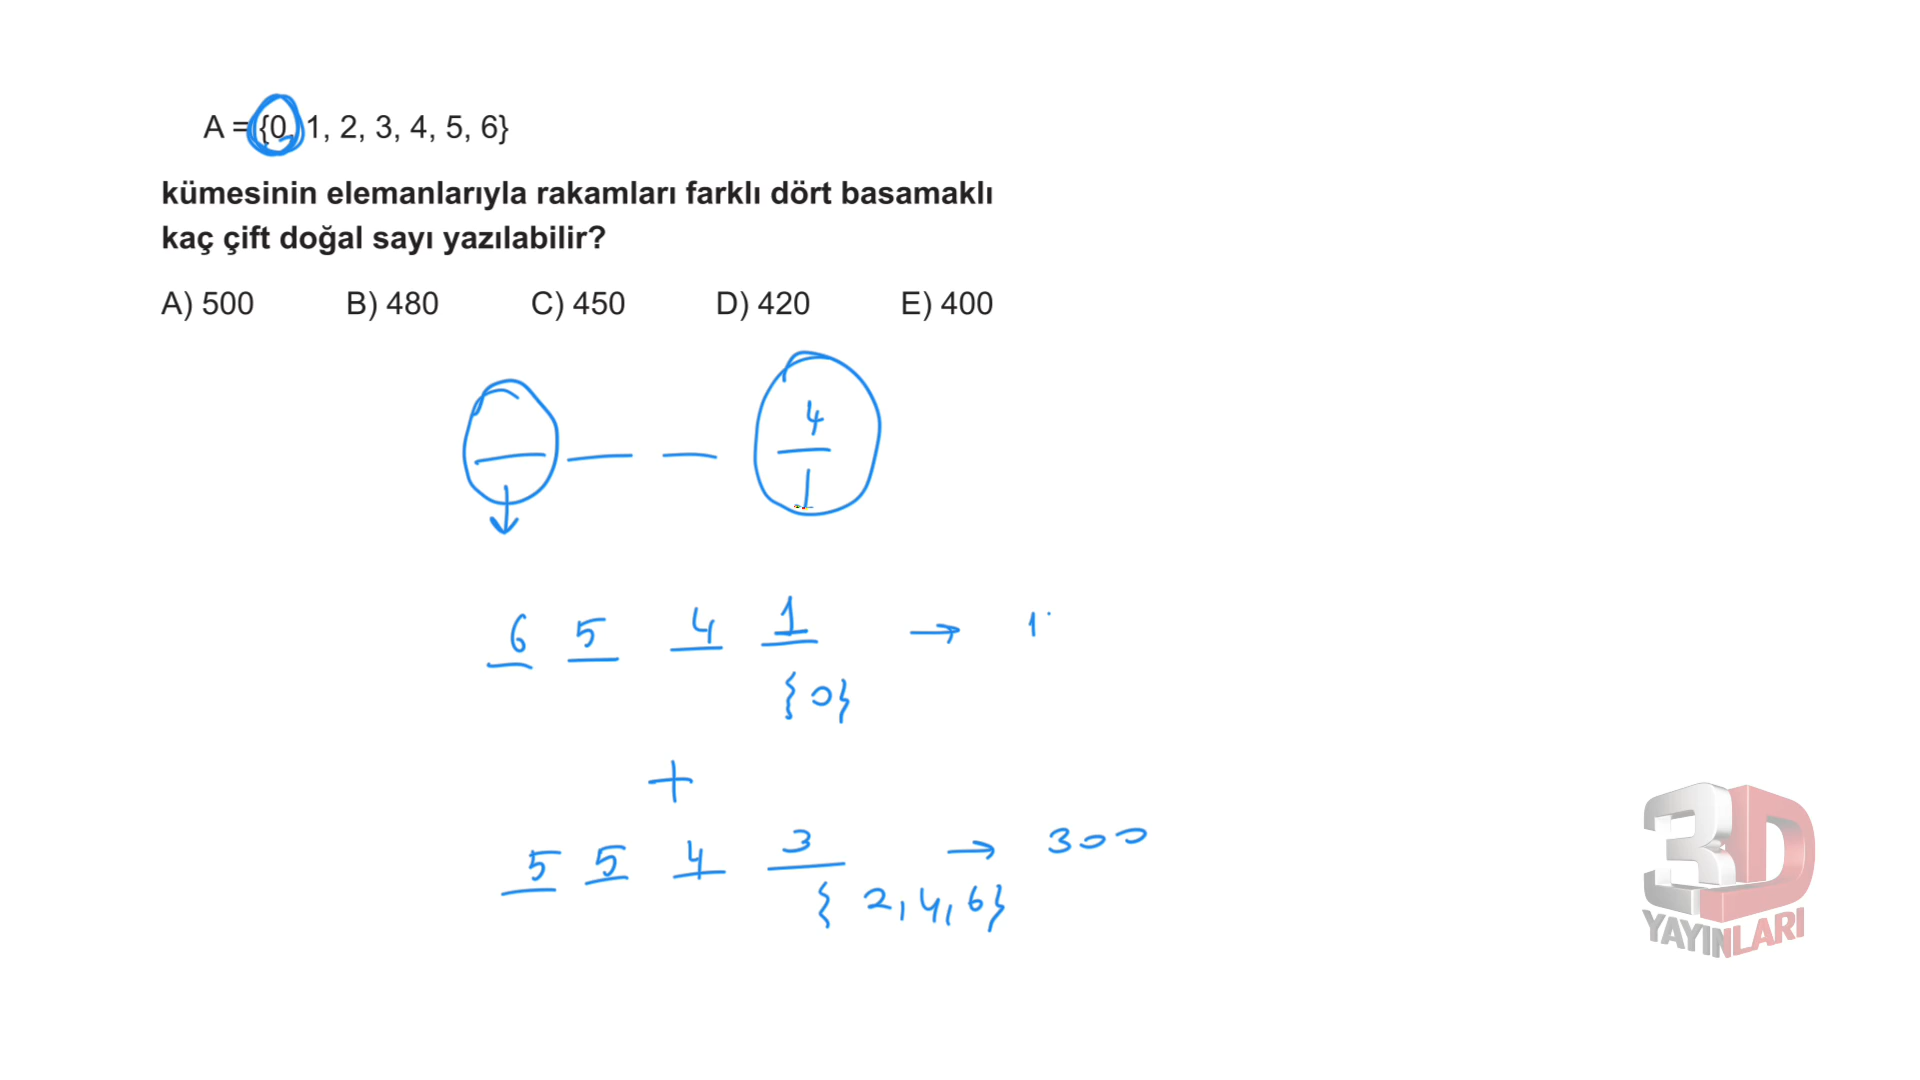 A = {0, 1, 2, 3, 4, 5, 6}
kümesinin elemanlarıyla rakamları farklı dört basamaklı
kaç çift doğal sayı yazılabilir?
A) 500 B) 480 C) 450 D) 420 E) 400
4
6 5 4 1 →
{0}
+
5 5 4 3 → 300
{2, 4, 6}
3D
YAYINLARI